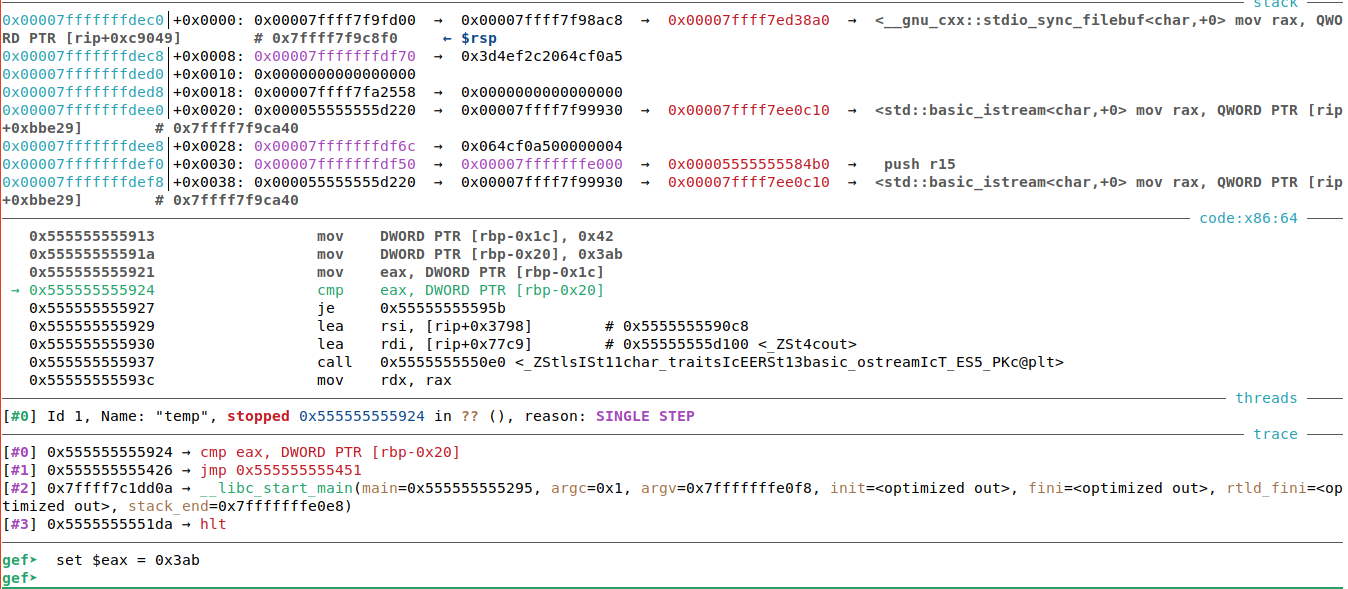 stack
0x00007fffffffdec0│+0x0000: 0x00007ffff7f9fd00  →  0x00007ffff7f98ac8  →  0x00007ffff7ed38a0  →  <__gnu_cxx::stdio_sync_filebuf<char,+0> mov rax, QWO
RD PTR [rip+0xc9049]        # 0x7ffff7f9c8f0     ← $rsp
0x00007fffffffdec8│+0x0008: 0x00007fffffffdf70  →  0x3d4ef2c2064cf0a5
0x00007fffffffded0│+0x0010: 0x0000000000000000
0x00007fffffffded8│+0x0018: 0x00007ffff7fa2558  →  0x0000000000000000
0x00007fffffffdee0│+0x0020: 0x000055555555d220  →  0x00007ffff7f99930  →  0x00007ffff7ee0c10  →  <std::basic_istream<char,+0> mov rax, QWORD PTR [rip
+0xbbe29]        # 0x7ffff7f9ca40
0x00007fffffffdee8│+0x0028: 0x00007fffffffdf6c  →  0x064cf0a500000004
0x00007fffffffdef0│+0x0030: 0x00007fffffffdf50  →  0x00007fffffffe000  →  0x00005555555584b0  →   push r15
0x00007fffffffdef8│+0x0038: 0x000055555555d220  →  0x00007ffff7f99930  →  0x00007ffff7ee0c10  →  <std::basic_istream<char,+0> mov rax, QWORD PTR [rip
+0xbbe29]        # 0x7ffff7f9ca40
code:x86:64
0x555555555913                  mov    DWORD PTR [rbp-0x1c], 0x42
0x55555555591a                  mov    DWORD PTR [rbp-0x20], 0x3ab
0x555555555921                  mov    eax, DWORD PTR [rbp-0x1c]
→ 0x555555555924                  cmp    eax, DWORD PTR [rbp-0x20]
0x555555555927                  je     0x55555555595b
0x555555555929                  lea    rsi, [rip+0x3798]        # 0x5555555590c8
0x555555555930                  lea    rdi, [rip+0x77c9]        # 0x55555555d100 <_ZSt4cout>
0x555555555937                  call   0x5555555550e0 <_ZStlsISt11char_traitsIcEERSt13basic_ostreamIcT_ES5_PKc@plt>
0x55555555593c                  mov    rdx, rax
threads
[#0] Id 1, Name: "temp", stopped 0x555555555924 in ?? (), reason: SINGLE STEP
trace
[#0] 0x555555555924 → cmp eax, DWORD PTR [rbp-0x20]
[#1] 0x555555555426 → jmp 0x555555555451
[#2] 0x7ffff7c1dd0a → __libc_start_main(main=0x555555555295, argc=0x1, argv=0x7fffffffe0f8, init=<optimized out>, fini=<optimized out>, rtld_fini=<op
timized out>, stack_end=0x7fffffffe0e8)
[#3] 0x5555555551da → hlt
gef➤  set $eax = 0x3ab
gef➤